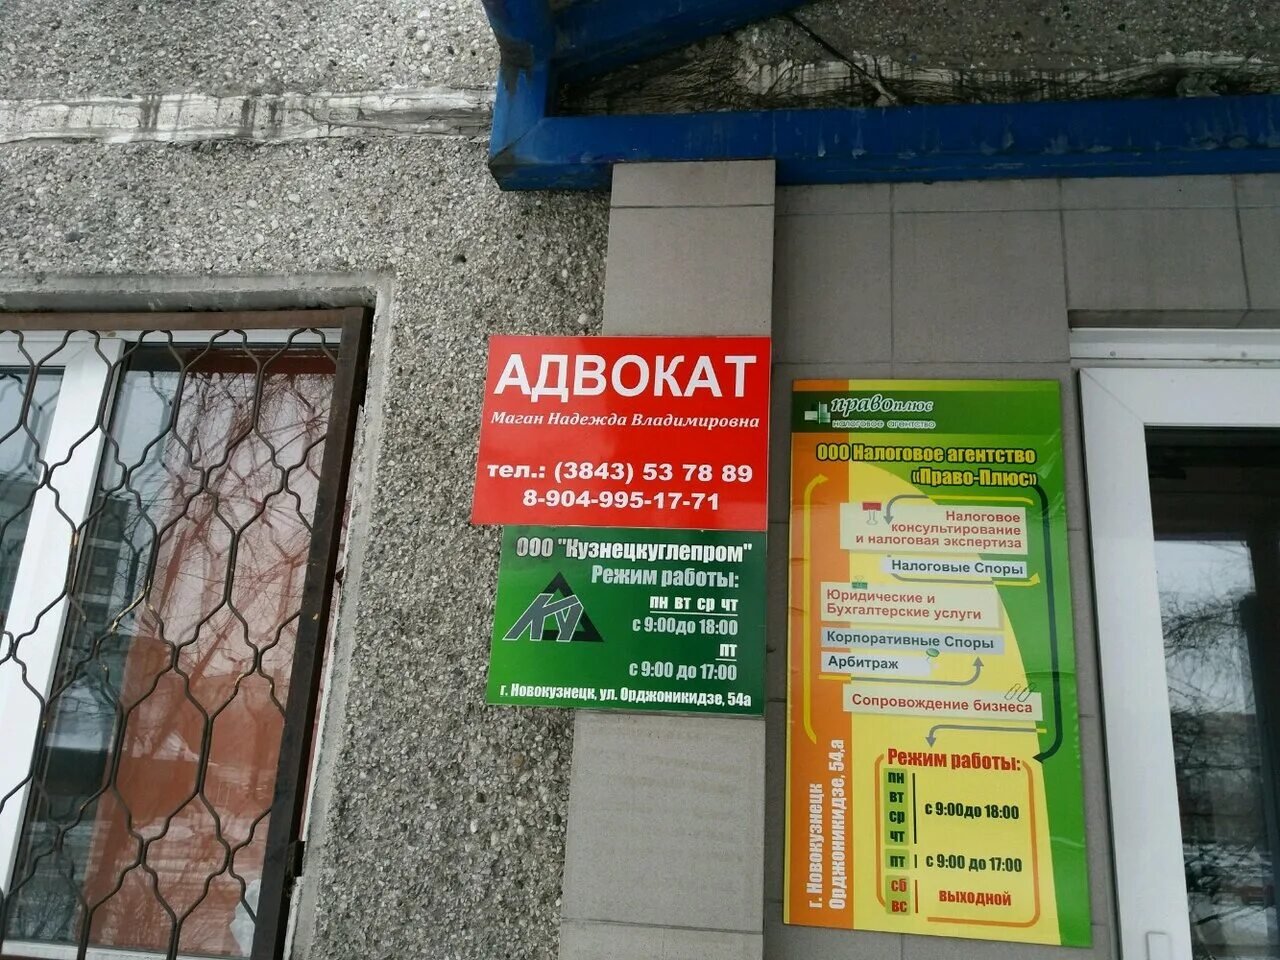 АДВОКАТ
Маган Надежда Владимировна
тел.: (3843) 53 78 89
8-904-995-17-71
ООО "Кузнецкуглепром"
Режим работы:
КУ
пн вт ср чт
с 9:00до 18:00
пт
с 9:00 до 17:00
г. Новокузнецк, ул. Орджоникидзе, 54а
право плюс
налоговое агентство
ООО Налоговое агентство
«Право-Плюс»
Налоговое
консультирование
и налоговая экспертиза
Налоговые Споры
Юридические и
Бухгалтерские услуги
Корпоративные Споры
Арбитраж
Сопровождение бизнеса
г. Новокузнецк
Орджоникидзе, 54,а
Режим работы:
пн
вт
ср
чт
с 9:00до 18:00
пт
с 9:00 до 17:00
сб
вс
выходной